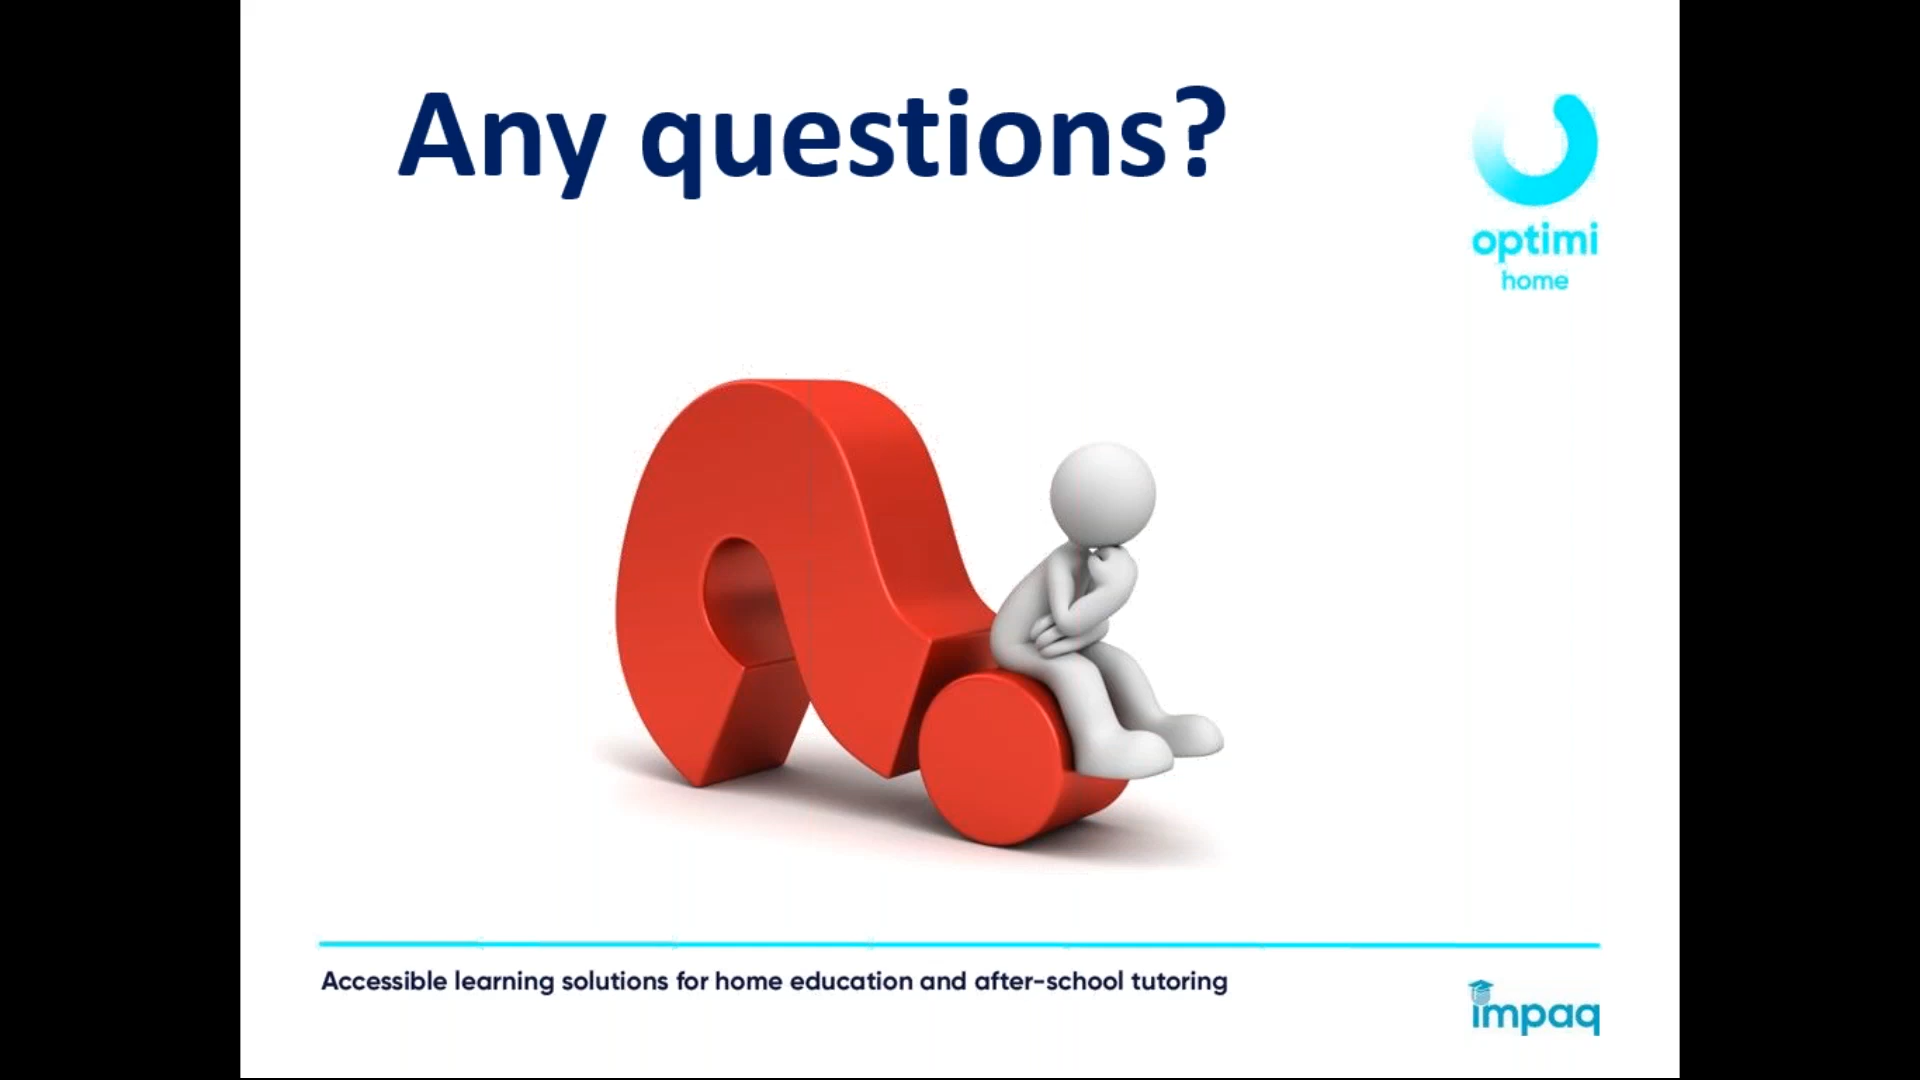 Any questions?
optimi
home
Accessible learning solutions for home education and after-school tutoring
impaq